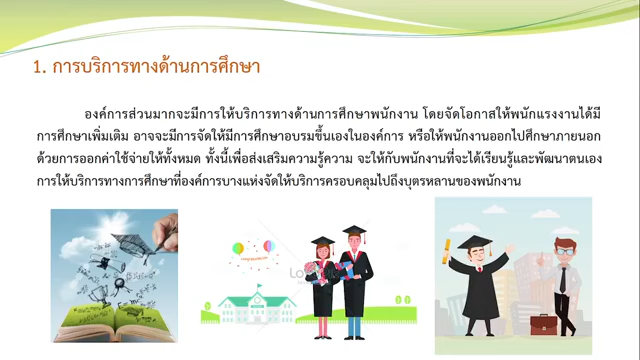 1. การบริการทางด้านการศึกษา
องค์การส่วนมากจะมีการให้บริการทางด้านการศึกษาพนักงาน โดยจัดโอกาสให้พนักแรงงานได้มี
การศึกษาเพิ่มเติม อาจจะมีการจัดให้มีการศึกษาอบรมขึ้นเองในองค์การ หรือให้พนักงานออกไปศึกษาภายนอก
ด้วยการออกค่าใช้จ่ายให้ทั้งหมด ทั้งนี้เพื่อส่งเสริมความรู้ความ จะให้กับพนักงานที่จะได้เรียนรู้และพัฒนาตนเอง
การให้บริการทางการศึกษาที่องค์การบางแห่งจัดให้บริการครอบคลุมไปถึงบุตรหลานของพนักงาน